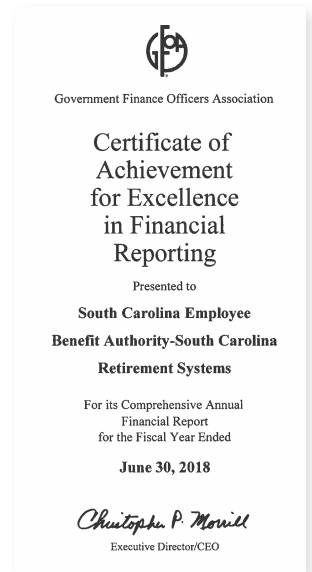 GFOA
Government Finance Officers Association
Certificate of
Achievement
for Excellence
in Financial
Reporting
Presented to
South Carolina Employee
Benefit Authority-South Carolina
Retirement Systems
For its Comprehensive Annual
Financial Report
for the Fiscal Year Ended
June 30, 2018
Christopher P. Morrill
Executive Director/CEO